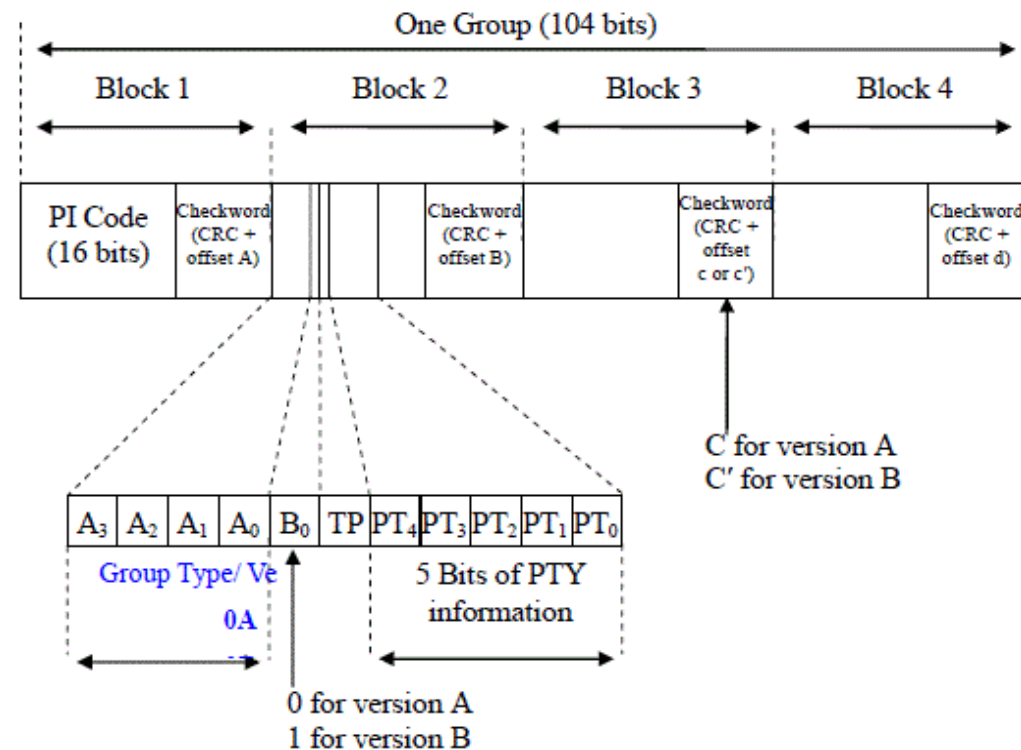 One Group (104 bits)
Block 1
Block 2
Block 3
Block 4
PI Code
(16 bits)
Checkword
(CRC +
offset A)
Checkword
(CRC +
offset B)
Checkword
(CRC +
offset
c or c′)
Checkword
(CRC +
offset d)
C for version A
C′ for version B
A₃ A₂ A₁ A₀ B₀ TP PT₄ PT₃ PT₂ PT₁ PT₀
Group Type/ Ve
0A
5 Bits of PTY
information
0 for version A
1 for version B